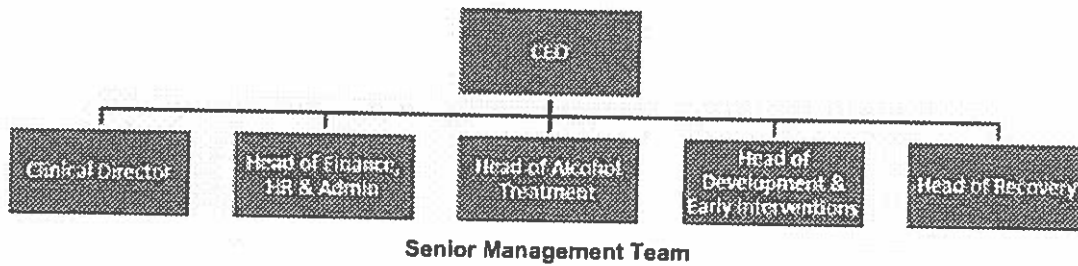 CEO
Clinical Director
Head of Finance,
HR & Admin
Head of Alcohol
Treatment
Head of
Development &
Early Interventions
Head of Recovery
Senior Management Team